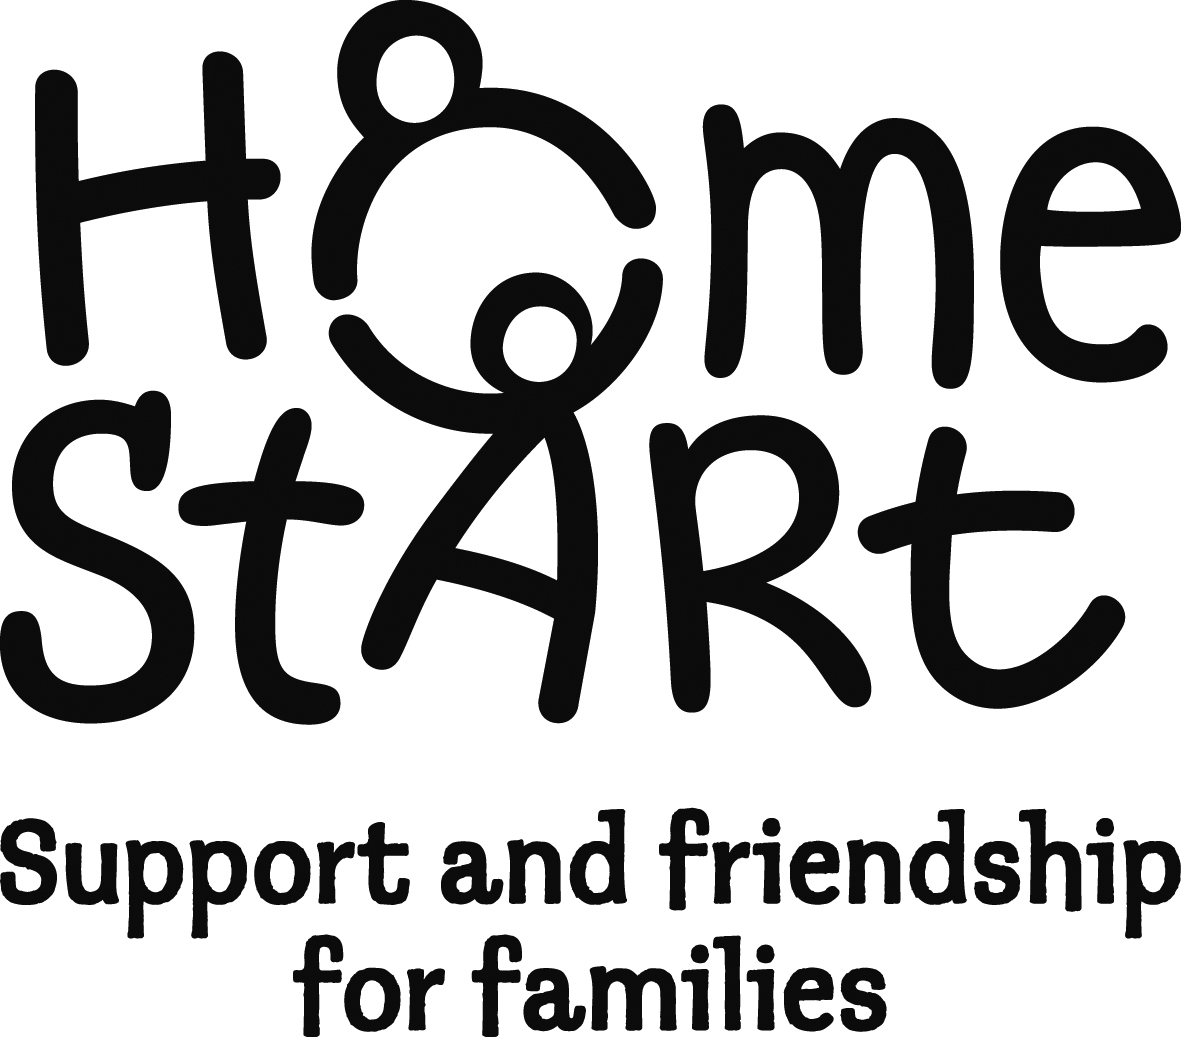 HOme
StARt
Support and friendship
for families